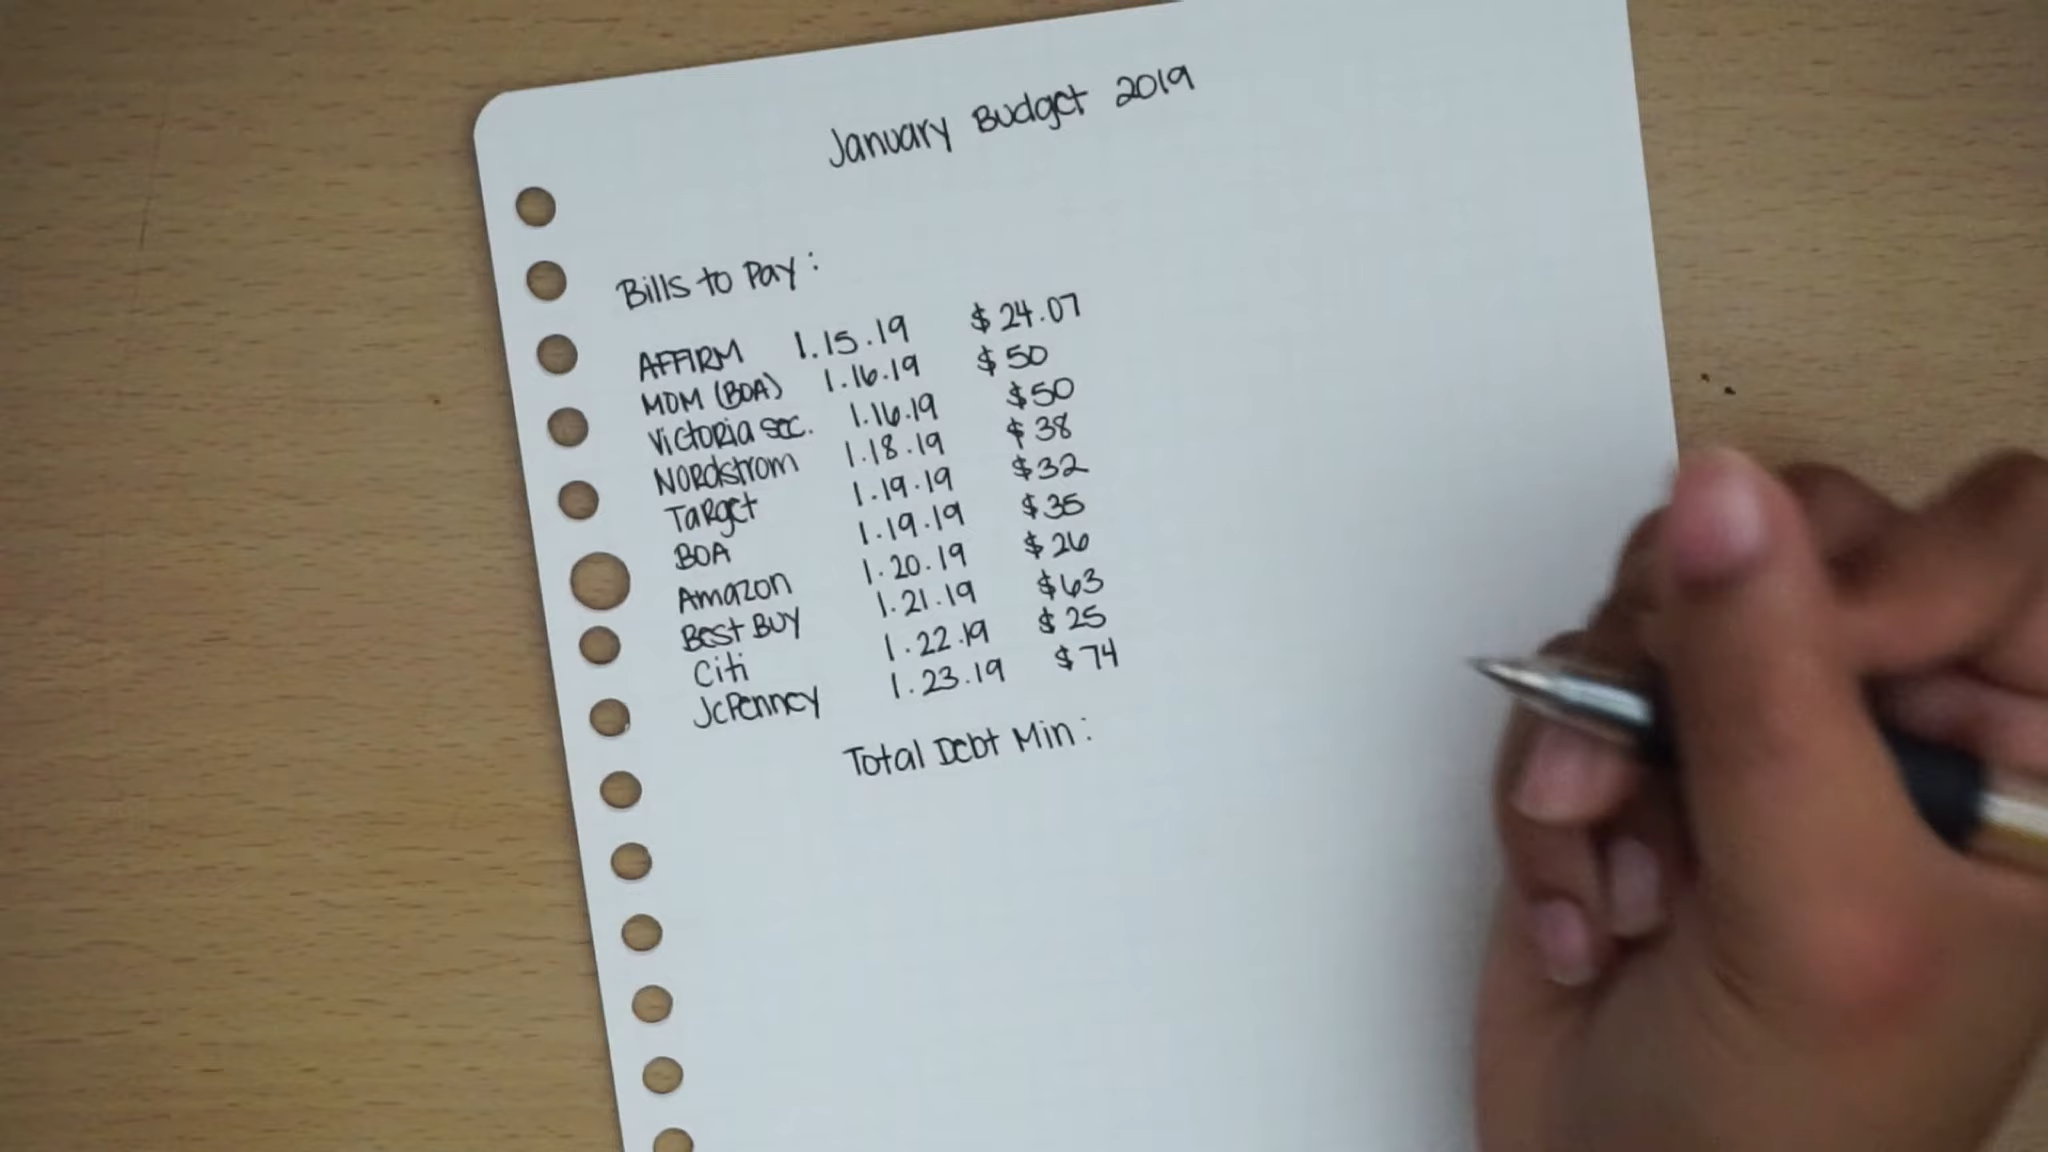 January Budget 2019
Bills to Pay:
AFFIRM 1.15.19 $24.07
MOM (BOA) 1.16.19 $50
Victoria Sec. 1.16.19 $50
Nordstrom 1.18.19 $38
Target 1.19.19 $32
BOA 1.19.19 $35
Amazon 1.20.19 $26
Best Buy 1.21.19 $63
Citi 1.22.19 $25
JcPenney 1.23.19 $74
Total Debt Min: